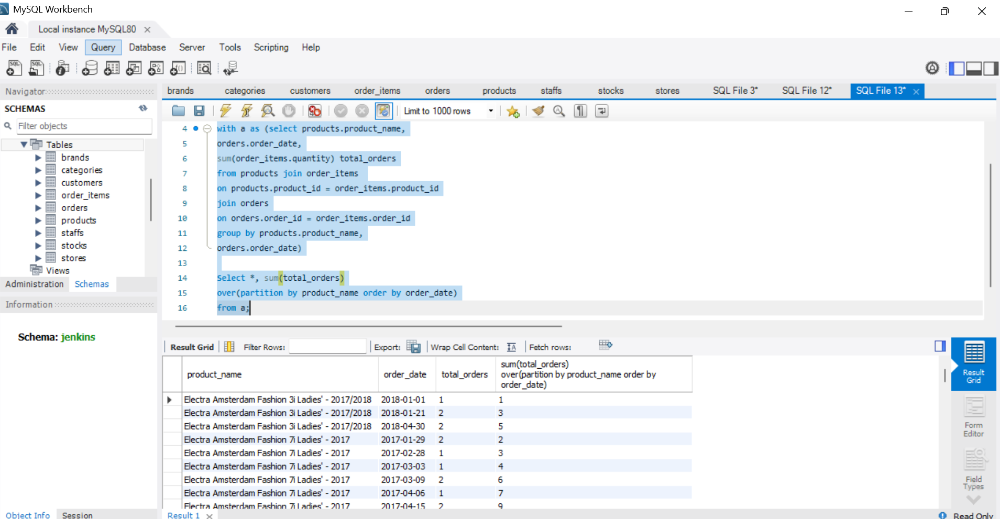 MySQL Workbench
Local instance MySQL80
File Edit View Query Database Server Tools Scripting Help
Navigator
SCHEMAS
Filter objects
Tables
brands
categories
customers
order_items
orders
products
staffs
stocks
stores
Views
Administration Schemas
Information
Schema: jenkins
Object Info Session
brands categories customers order_items orders products staffs stocks stores SQL File 3* SQL File 12* SQL File 13*
Limit to 1000 rows
4 with a as (select products.product_name,
5 orders.order_date,
6 sum(order_items.quantity) total_orders
7 from products join order_items
8 on products.product_id = order_items.product_id
9 join orders
10 on orders.order_id = order_items.order_id
11 group by products.product_name,
12 orders.order_date)
13
14 Select *, sum(total_orders)
15 over(partition by product_name order by order_date)
16 from a;
Result Grid Filter Rows: Export: Wrap Cell Content: Fetch rows:
product_name order_date total_orders sum(total_orders)
over(partition by product_name order by
order_date)
Electra Amsterdam Fashion 3i Ladies' - 2017/2018 2018-01-01 1 1
Electra Amsterdam Fashion 3i Ladies' - 2017/2018 2018-01-21 2 3
Electra Amsterdam Fashion 3i Ladies' - 2017/2018 2018-04-30 2 5
Electra Amsterdam Fashion 7i Ladies' - 2017 2017-01-29 2 2
Electra Amsterdam Fashion 7i Ladies' - 2017 2017-02-28 1 3
Electra Amsterdam Fashion 7i Ladies' - 2017 2017-03-03 1 4
Electra Amsterdam Fashion 7i Ladies' - 2017 2017-03-09 2 6
Electra Amsterdam Fashion 7i Ladies' - 2017 2017-04-06 1 7
Electra Amsterdam Fashion 7i Ladies' - 2017 2017-04-15 2 9
Result 1
Result
Grid
Form
Editor
Field
Types
Read Only